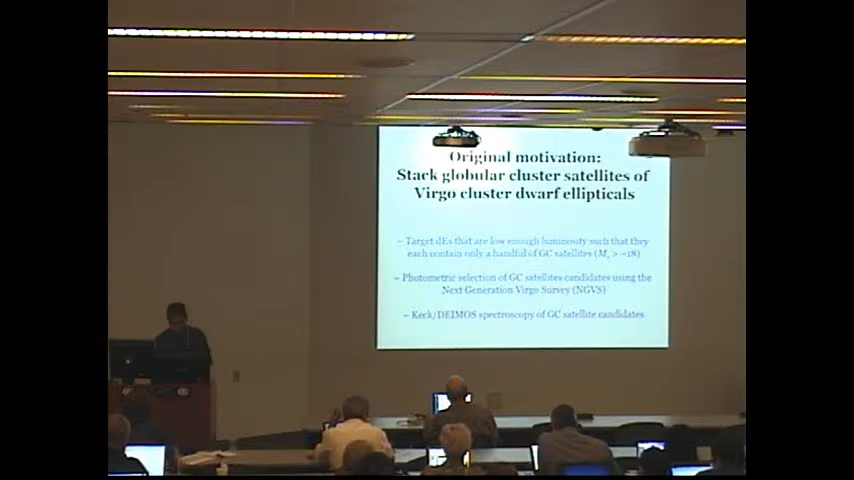 Original motivation:
Stack globular cluster satellites of
Virgo cluster dwarf ellipticals
– Target dEs that are low enough luminosity such that they
each contain only a handful of GC satellites (Mᵣ > −18)
– Photometric selection of GC satellites candidates using the
Next Generation Virgo Survey (NGVS)
– Keck/DEIMOS spectroscopy of GC satellite candidates